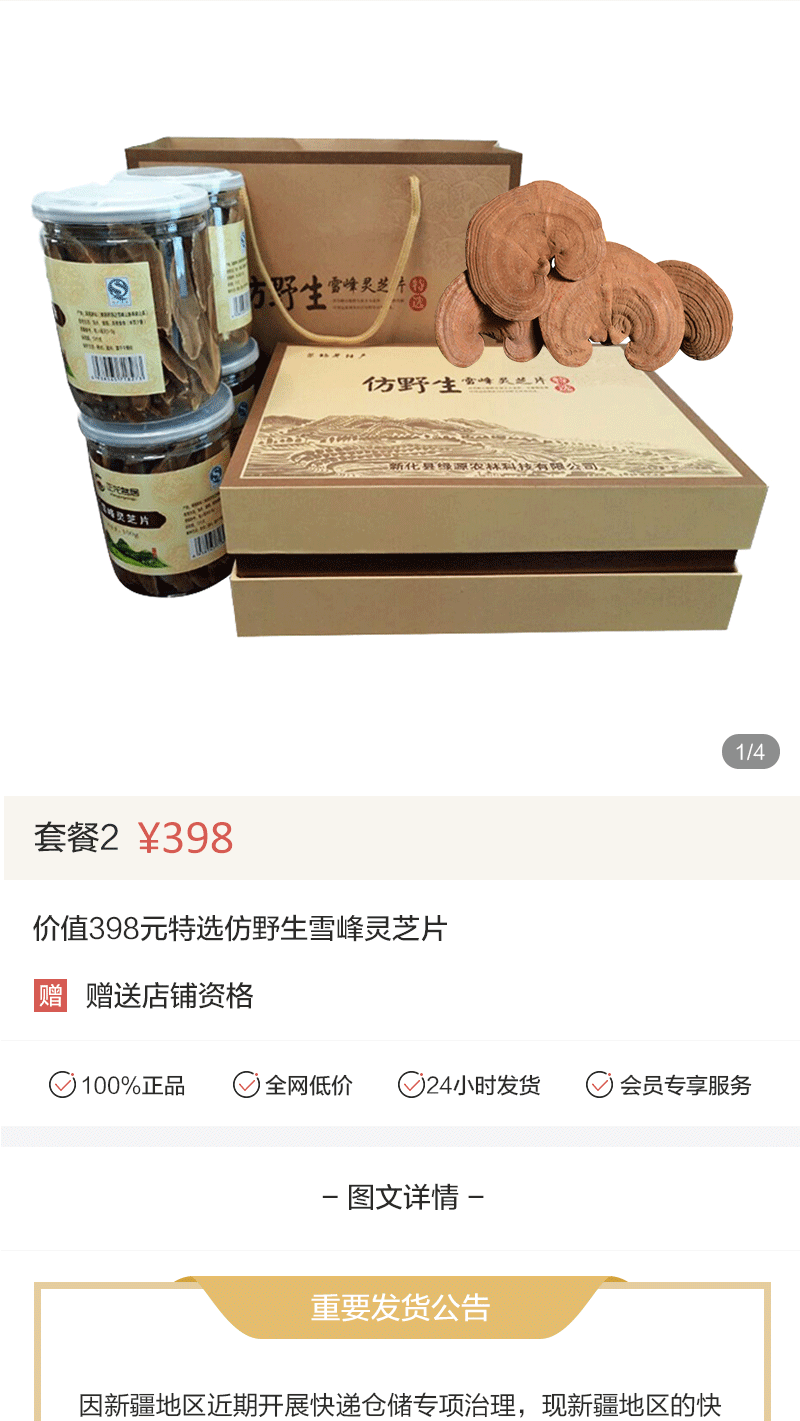 仿野生 雪峰灵芝片 特选
仿野生 雪峰灵芝片
新化县绿源农林科技有限公司
峰灵芝片
1/4
套餐2 ¥398
价值398元特选仿野生雪峰灵芝片
赠 赠送店铺资格
100%正品 全网低价 24小时发货 会员专享服务
– 图文详情 –
重要发货公告
因新疆地区近期开展快递仓储专项治理，现新疆地区的快